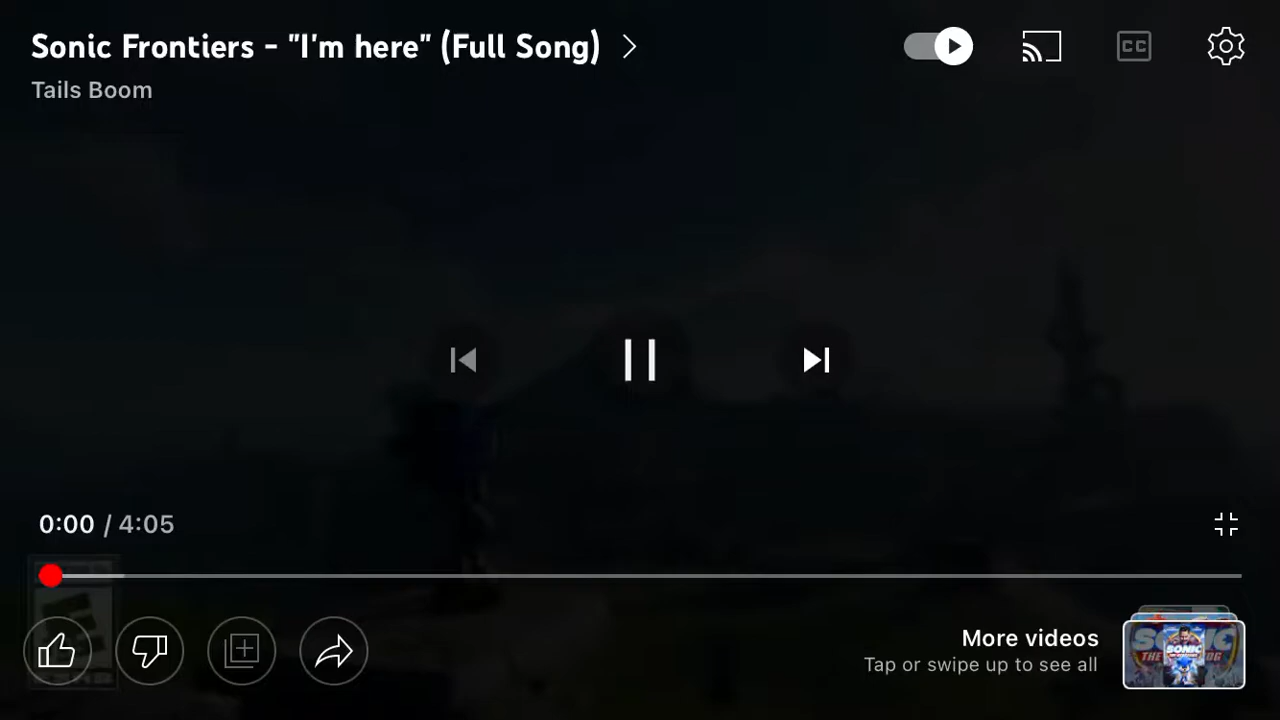 Sonic Frontiers - "I'm here" (Full Song)
Tails Boom
CC
0:00 / 4:05
More videos
Tap or swipe up to see all